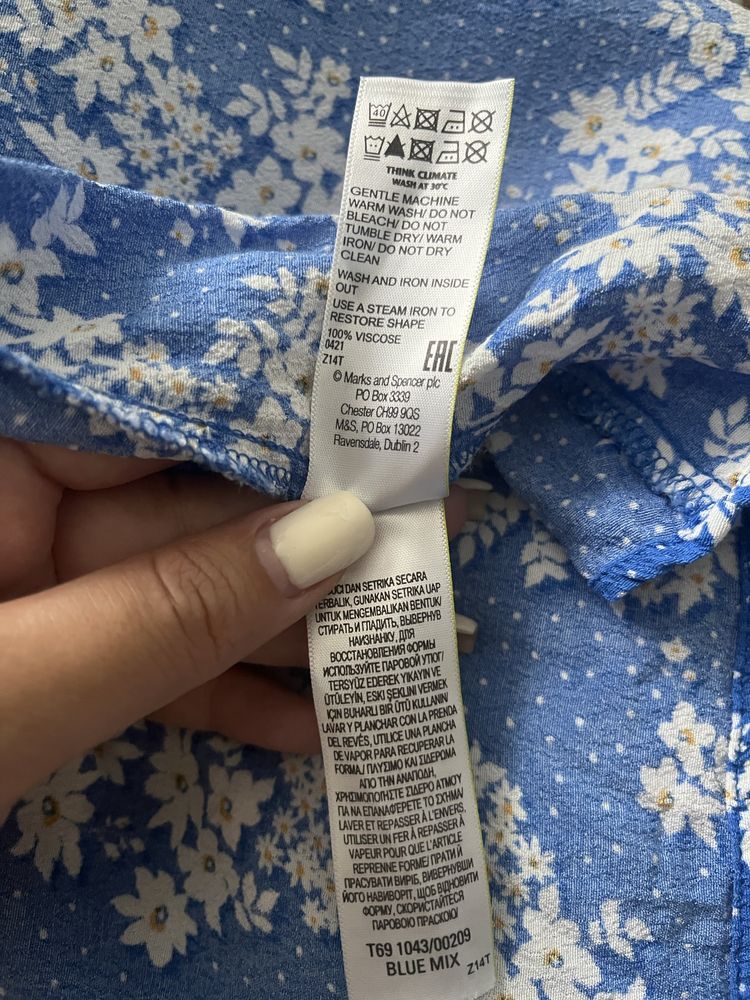 40
THINK CLIMATE
WASH AT 30°C
GENTLE MACHINE
WARM WASH/ DO NOT
BLEACH/ DO NOT
TUMBLE DRY/ WARM
IRON/ DO NOT DRY
CLEAN
WASH AND IRON INSIDE
OUT
USE A STEAM IRON TO
RESTORE SHAPE
100% VISCOSE
0421
Z14T
EAC
© Marks and Spencer plc
PO Box 3339
Chester CH99 9QS
M&S, PO Box 13022
Ravensdale, Dublin 2
DAN SETRIKA SECARA
GUNAKAN SETRIKA UAP
UNTUK MENGEMBALIKAN BENTUK/
СТИРАТЬ И ГЛАДИТЬ, ВЫВЕРНУВ
НАИЗНАНКУ, ДЛЯ
ВОССТАНОВЛЕНИЯ ФОРМЫ
ИСПОЛЬЗУЙТЕ ПАРОВОЙ УТЮГ/
TERSYÜZ EDEREK YIKAYIN VE
ÜTÜLEYİN, ESKİ ŞEKLİNİ VERMEK
İÇİN BUHARLI BİR ÜTÜ KULLANIN
LAVAR Y PLANCHAR CON LA PRENDA
DEL REVÉS, UTILICE UNA PLANCHA
DE VAPOR PARA RECUPERAR LA
FORMA/ ΠΛΥΣΙΜΟ ΚΑΙ ΣΙΔΕΡΩΜΑ
ΑΠΟ ΤΗΝ ΑΝΑΠΟΔΗ,
ΧΡΗΣΙΜΟΠΟΙΗΣΤΕ ΣΙΔΕΡΟ ΑΤΜΟΥ
ΓΙΑ ΝΑ ΕΠΑΝΑΦΕΡΕΤΕ ΤΟ ΣΧΗΜΑ/
LAVER ET REPASSER À L'ENVERS,
UTILISER UN FER À REPASSER À
VAPEUR POUR QUE L'ARTICLE
REPRENNE FORME/ ПРАТИ Й
ПРАСУВАТИ ВИРІБ, ВИВЕРНУВШИ
ЙОГО НАВИВОРІТ, ЩОБ ВІДНОВИТИ
ФОРМУ, СКОРИСТАЙТЕСЯ
ПАРОВОЮ ПРАСКОЮ/
T69 1043/00209
BLUE MIX
Z14T